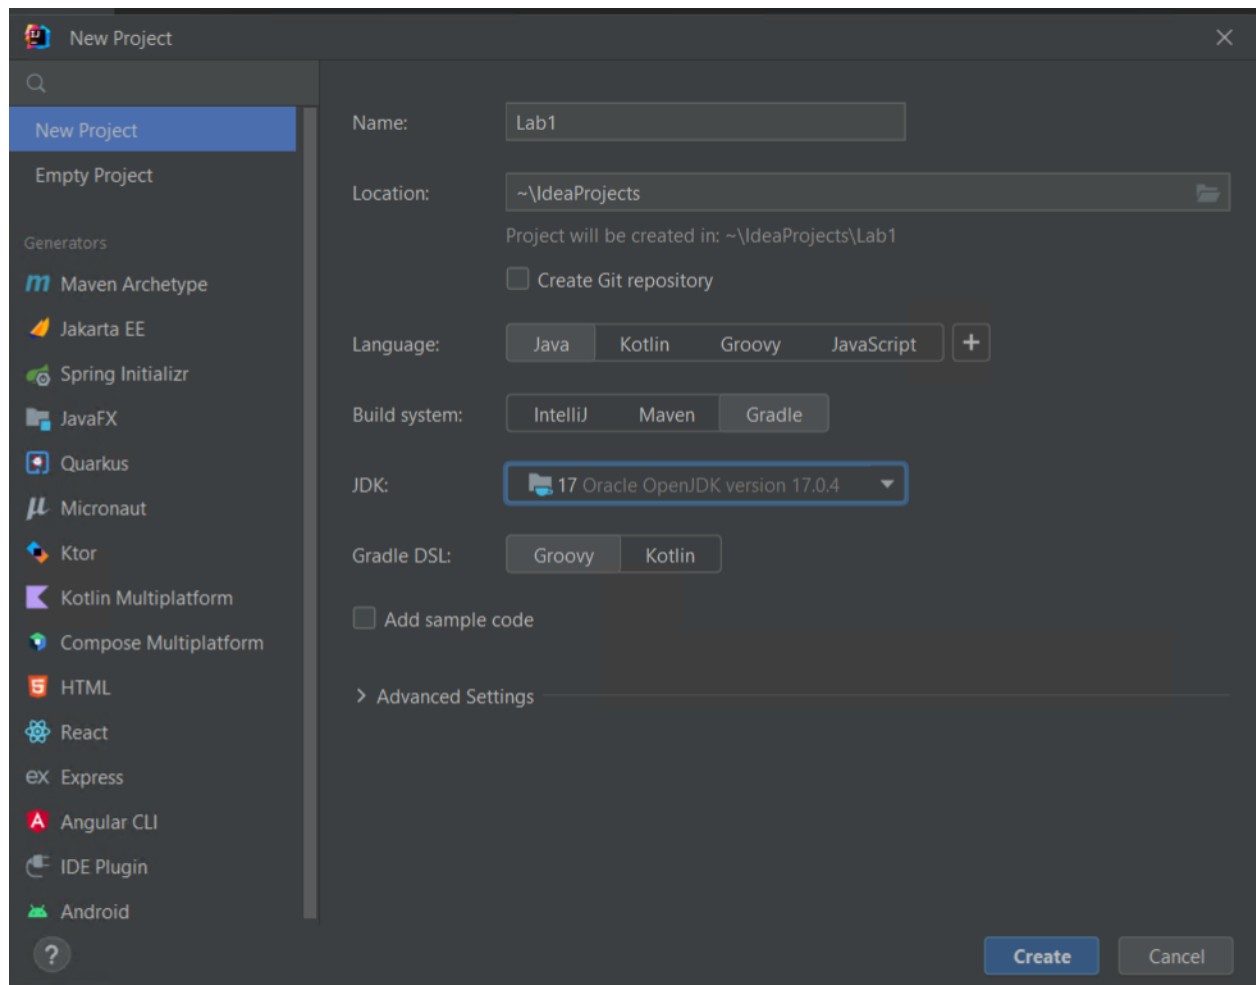 New Project
New Project
Empty Project
Generators
Maven Archetype
Jakarta EE
Spring Initializr
JavaFX
Quarkus
Micronaut
Ktor
Kotlin Multiplatform
Compose Multiplatform
HTML
React
ex Express
Angular CLI
IDE Plugin
Android
?
Name: Lab1
Location: ~\IdeaProjects
Project will be created in: ~\IdeaProjects\Lab1
Create Git repository
Language: Java Kotlin Groovy JavaScript +
Build system: IntelliJ Maven Gradle
JDK: 17 Oracle OpenJDK version 17.0.4
Gradle DSL: Groovy Kotlin
Add sample code
Advanced Settings
Create Cancel